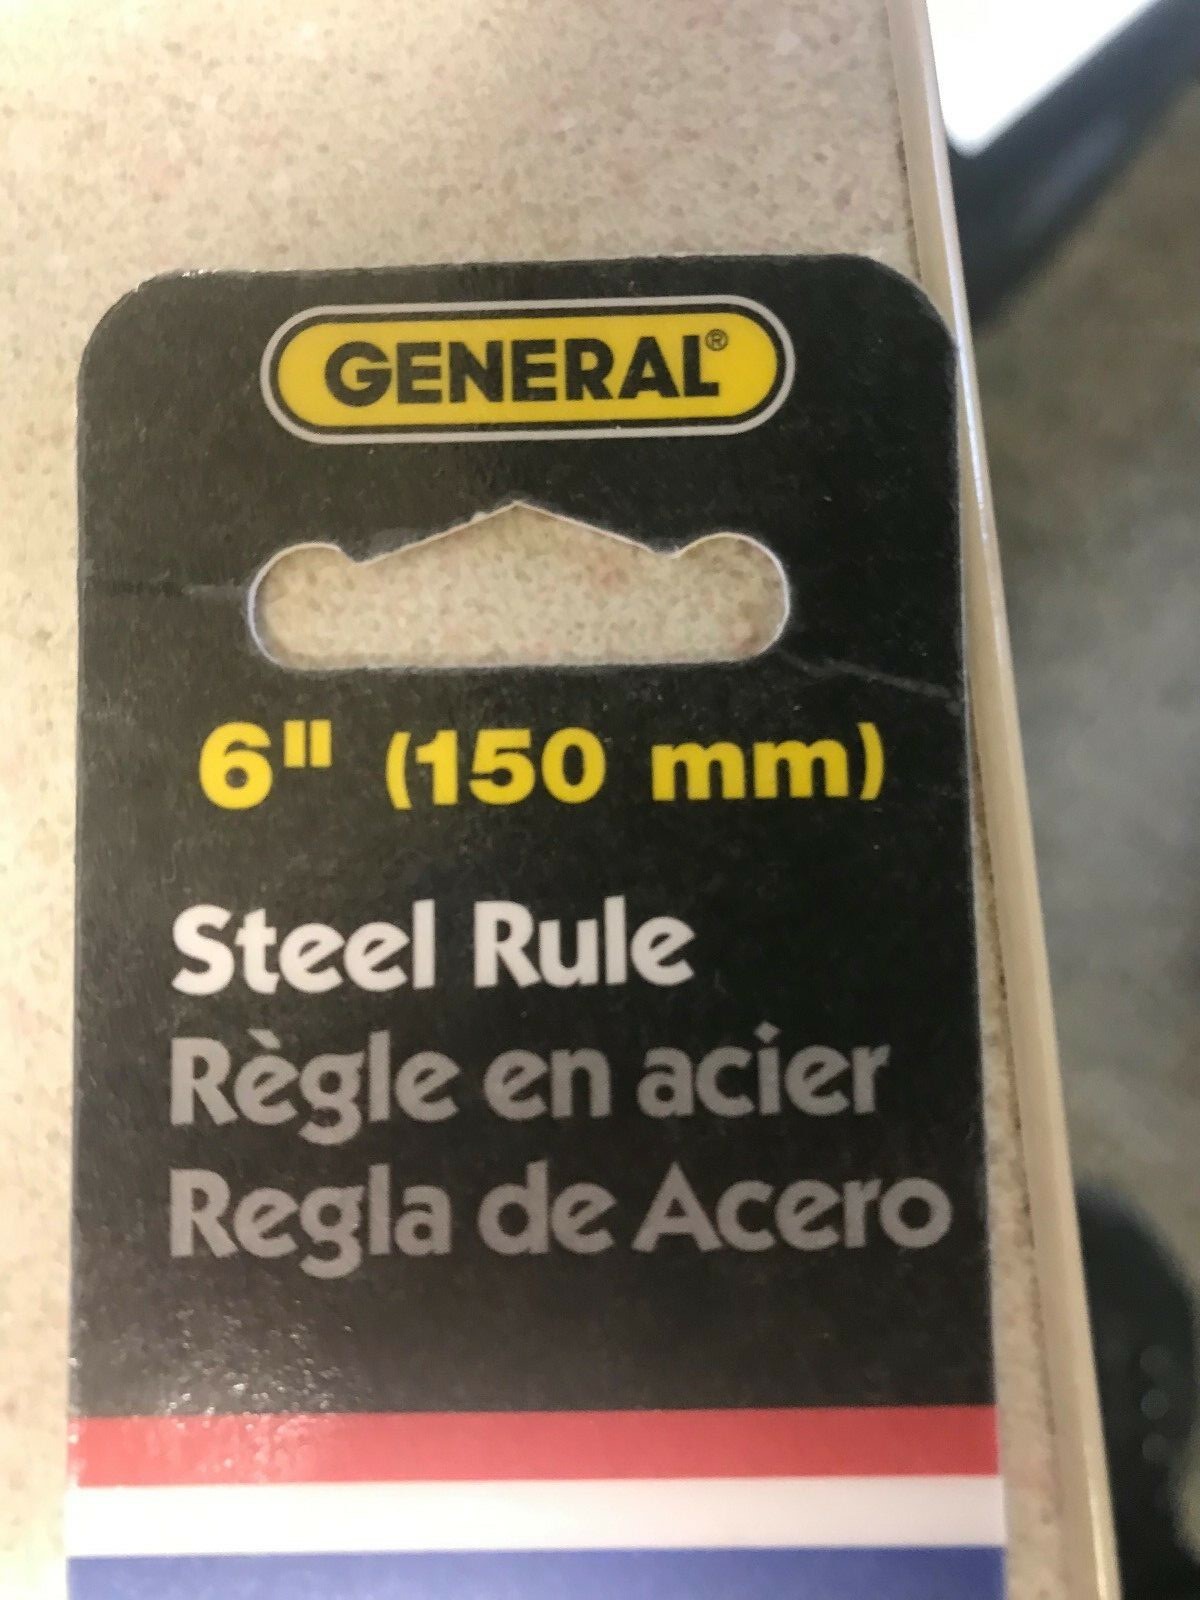 GENERAL®
6" (150 mm)
Steel Rule
Règle en acier
Regla de Acero